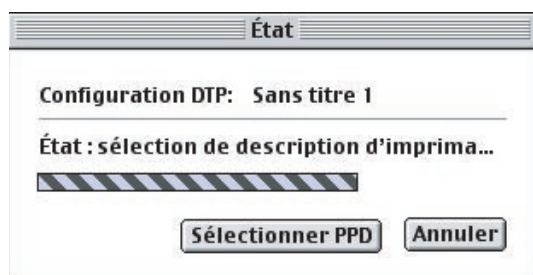 État
Configuration DTP: Sans titre 1
État : sélection de description d'imprima...
Sélectionner PPD Annuler